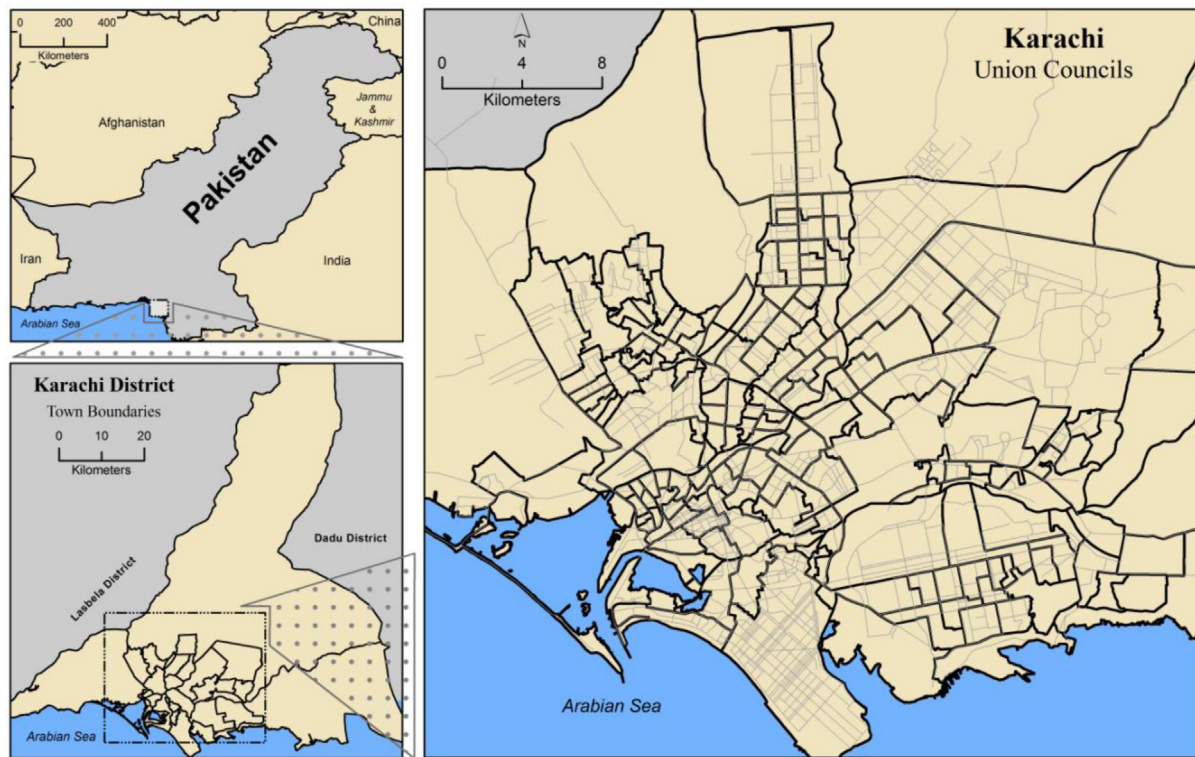 0 200 400
Kilometers
China
Jammu
&
Kashmir
Afghanistan
Pakistan
Iran
India
Arabian Sea
Karachi District
Town Boundaries
0 10 20
Kilometers
Dadu District
Lasbela District
Arabian Sea
N
0 4 8
Kilometers
Karachi
Union Councils
Arabian Sea